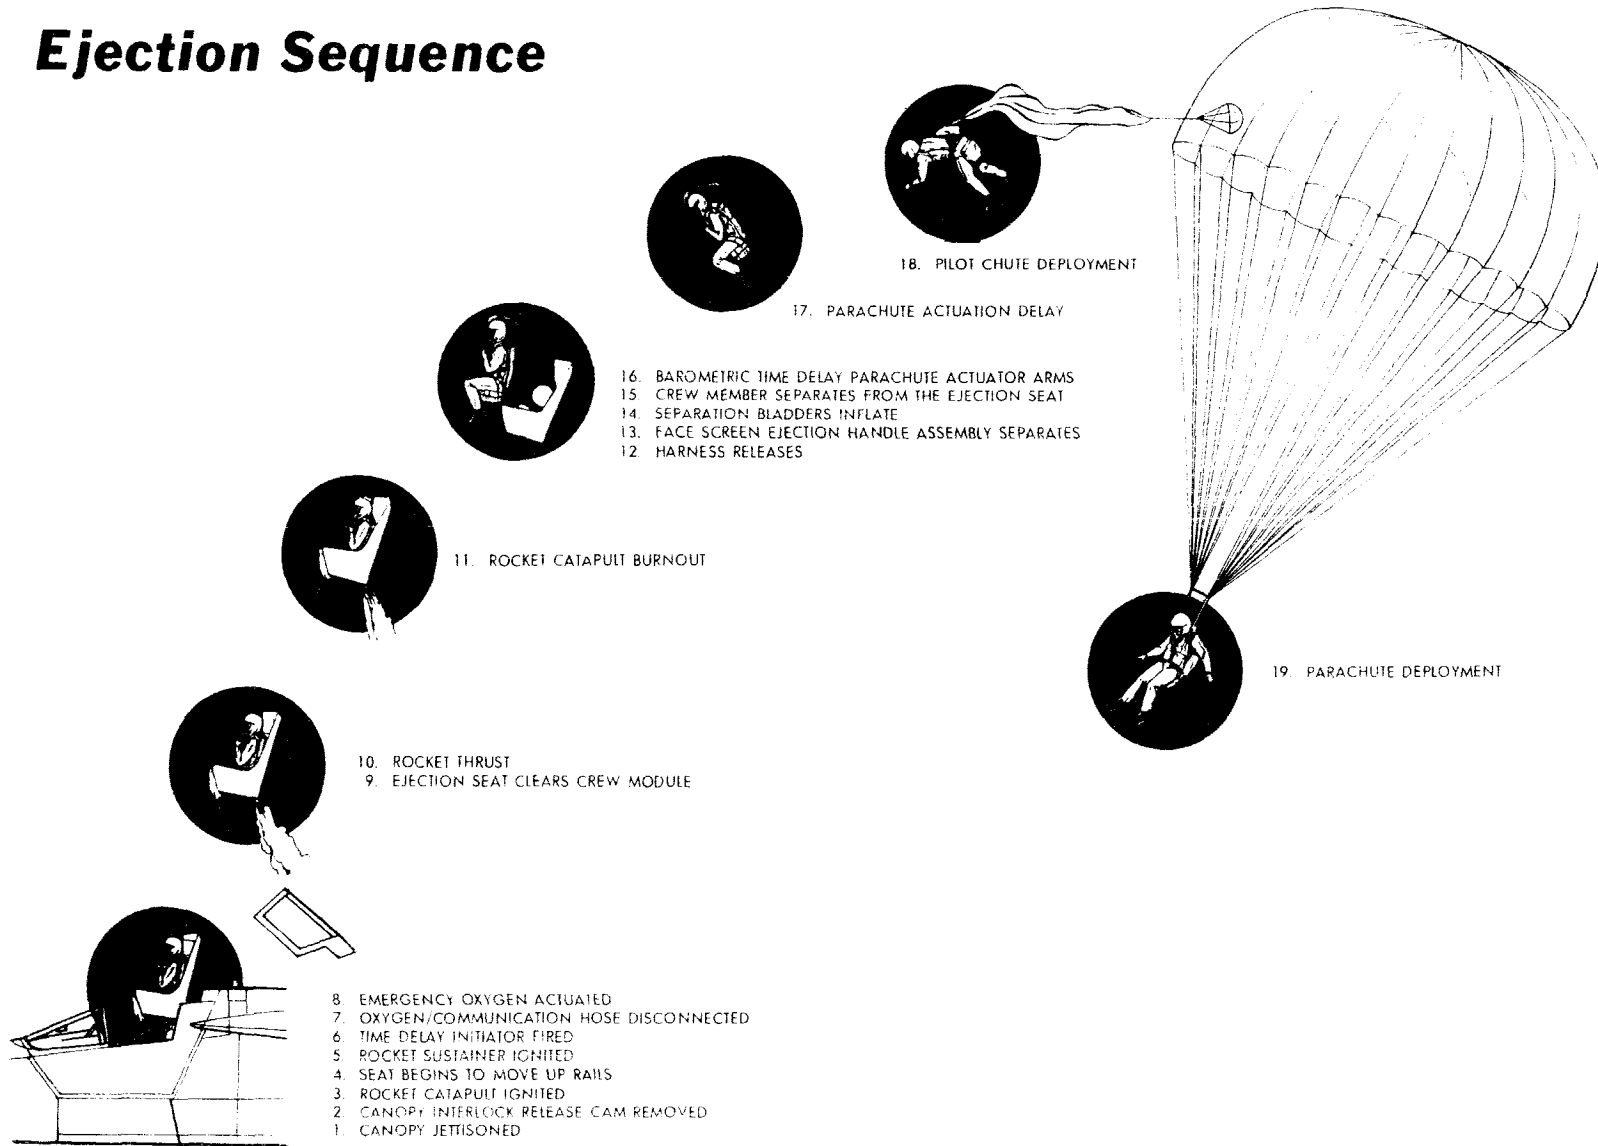 Ejection Sequence
18. PILOT CHUTE DEPLOYMENT
17. PARACHUTE ACTUATION DELAY
16. BAROMETRIC TIME DELAY PARACHUTE ACTUATOR ARMS
15. CREW MEMBER SEPARATES FROM THE EJECTION SEAT
14. SEPARATION BLADDERS INFLATE
13. FACE SCREEN EJECTION HANDLE ASSEMBLY SEPARATES
12. HARNESS RELEASES
11. ROCKET CATAPULT BURNOUT
19. PARACHUTE DEPLOYMENT
10. ROCKET THRUST
9. EJECTION SEAT CLEARS CREW MODULE
8. EMERGENCY OXYGEN ACTUATED
7. OXYGEN/COMMUNICATION HOSE DISCONNECTED
6. TIME DELAY INITIATOR FIRED
5. ROCKET SUSTAINER IGNITED
4. SEAT BEGINS TO MOVE UP RAILS
3. ROCKET CATAPULT IGNITED
2. CANOPY INTERLOCK RELEASE CAM REMOVED
1. CANOPY JETTISONED